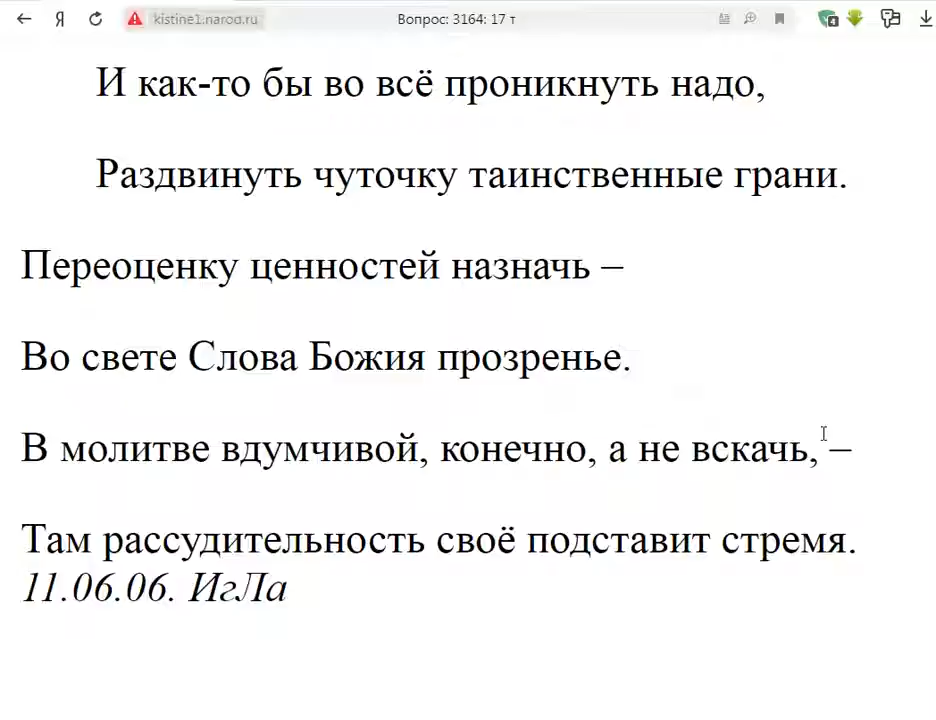 Я kistine1.narod.ru Вопрос: 3164: 17 т 4
И как-то бы во всё проникнуть надо,
Раздвинуть чуточку таинственные грани.
Переоценку ценностей назначь –
Во свете Слова Божия прозренье.
В молитве вдумчивой, конечно, а не вскачь, –
Там рассудительность своё подставит стремя.
11.06.06. ИгЛа